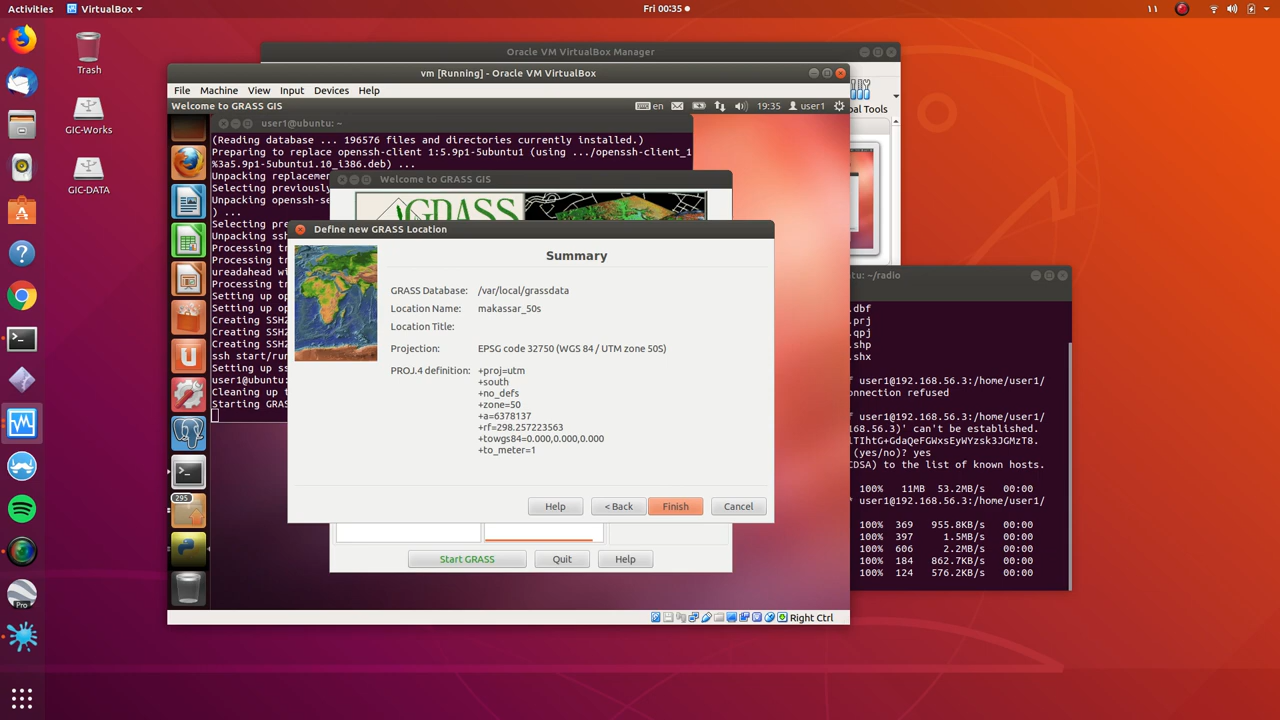 Activities
VirtualBox
Fri 00:35
Trash
GIC-Works
GIC-DATA
Pro
Oracle VM VirtualBox Manager
vm [Running] - Oracle VM VirtualBox
File Machine View Input Devices Help
Welcome to GRASS GIS
en
19:35
user1
user1@ubuntu: ~
(Reading database ... 196576 files and directories currently installed.)
Preparing to replace openssh-client 1:5.9p1-5ubuntu1 (using .../openssh-client_1
%3a5.9p1-5ubuntu1.10_i386.deb) ...
Unpacking replacemen
Selecting previously
Unpacking openssh-se
) ...
Selecting pre
Unpacking ssh
Processing tr
ureadahead wi
Processing tr
Setting up op
Setting up op
Creating SSH2
Creating SSH2
Creating SSH2
ssh start/run
Setting up ss
user1@ubuntu:
Cleaning up t
Starting GRAS
295
Welcome to GRASS GIS
GRASS
Define new GRASS Location
Summary
GRASS Database: /var/local/grassdata
Location Name: makassar_50s
Location Title:
Projection: EPSG code 32750 (WGS 84 / UTM zone 50S)
PROJ.4 definition: +proj=utm
+south
+no_defs
+zone=50
+a=6378137
+rf=298.257223563
+towgs84=0.000,0.000,0.000
+to_meter=1
Help < Back Finish Cancel
Start GRASS Quit Help
Right Ctrl
bal Tools
ntu: ~/radio
.dbf
.prj
.qpj
.shp
.shx
f user1@192.168.56.3:/home/user1/
onnection refused
f user1@192.168.56.3:/home/user1/
68.56.3)' can't be established.
lTIhtG+GdaQeFGWxsEyWYzsk3JGMzT8.
(yes/no)? yes
CDSA) to the list of known hosts.
100% 11MB 53.2MB/s 00:00
* user1@192.168.56.3:/home/user1/
100% 369 955.8KB/s 00:00
100% 397 1.5MB/s 00:00
100% 606 2.2MB/s 00:00
100% 184 862.7KB/s 00:00
100% 124 576.2KB/s 00:00